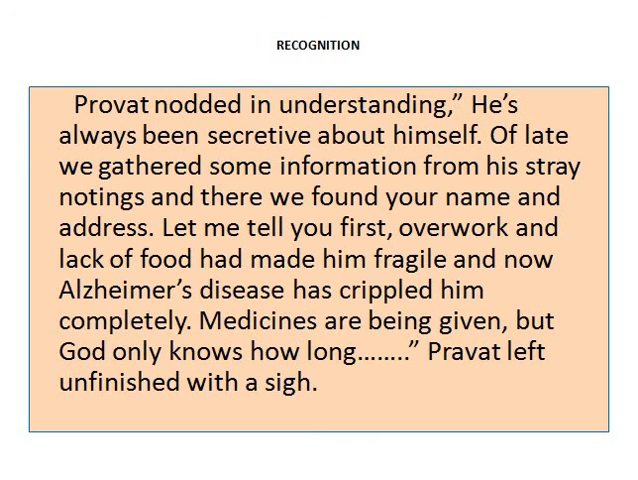 RECOGNITION
Provat nodded in understanding,” He’s
always been secretive about himself. Of late
we gathered some information from his stray
notings and there we found your name and
address. Let me tell you first, overwork and
lack of food had made him fragile and now
Alzheimer’s disease has crippled him
completely. Medicines are being given, but
God only knows how long……..” Pravat left
unfinished with a sigh.